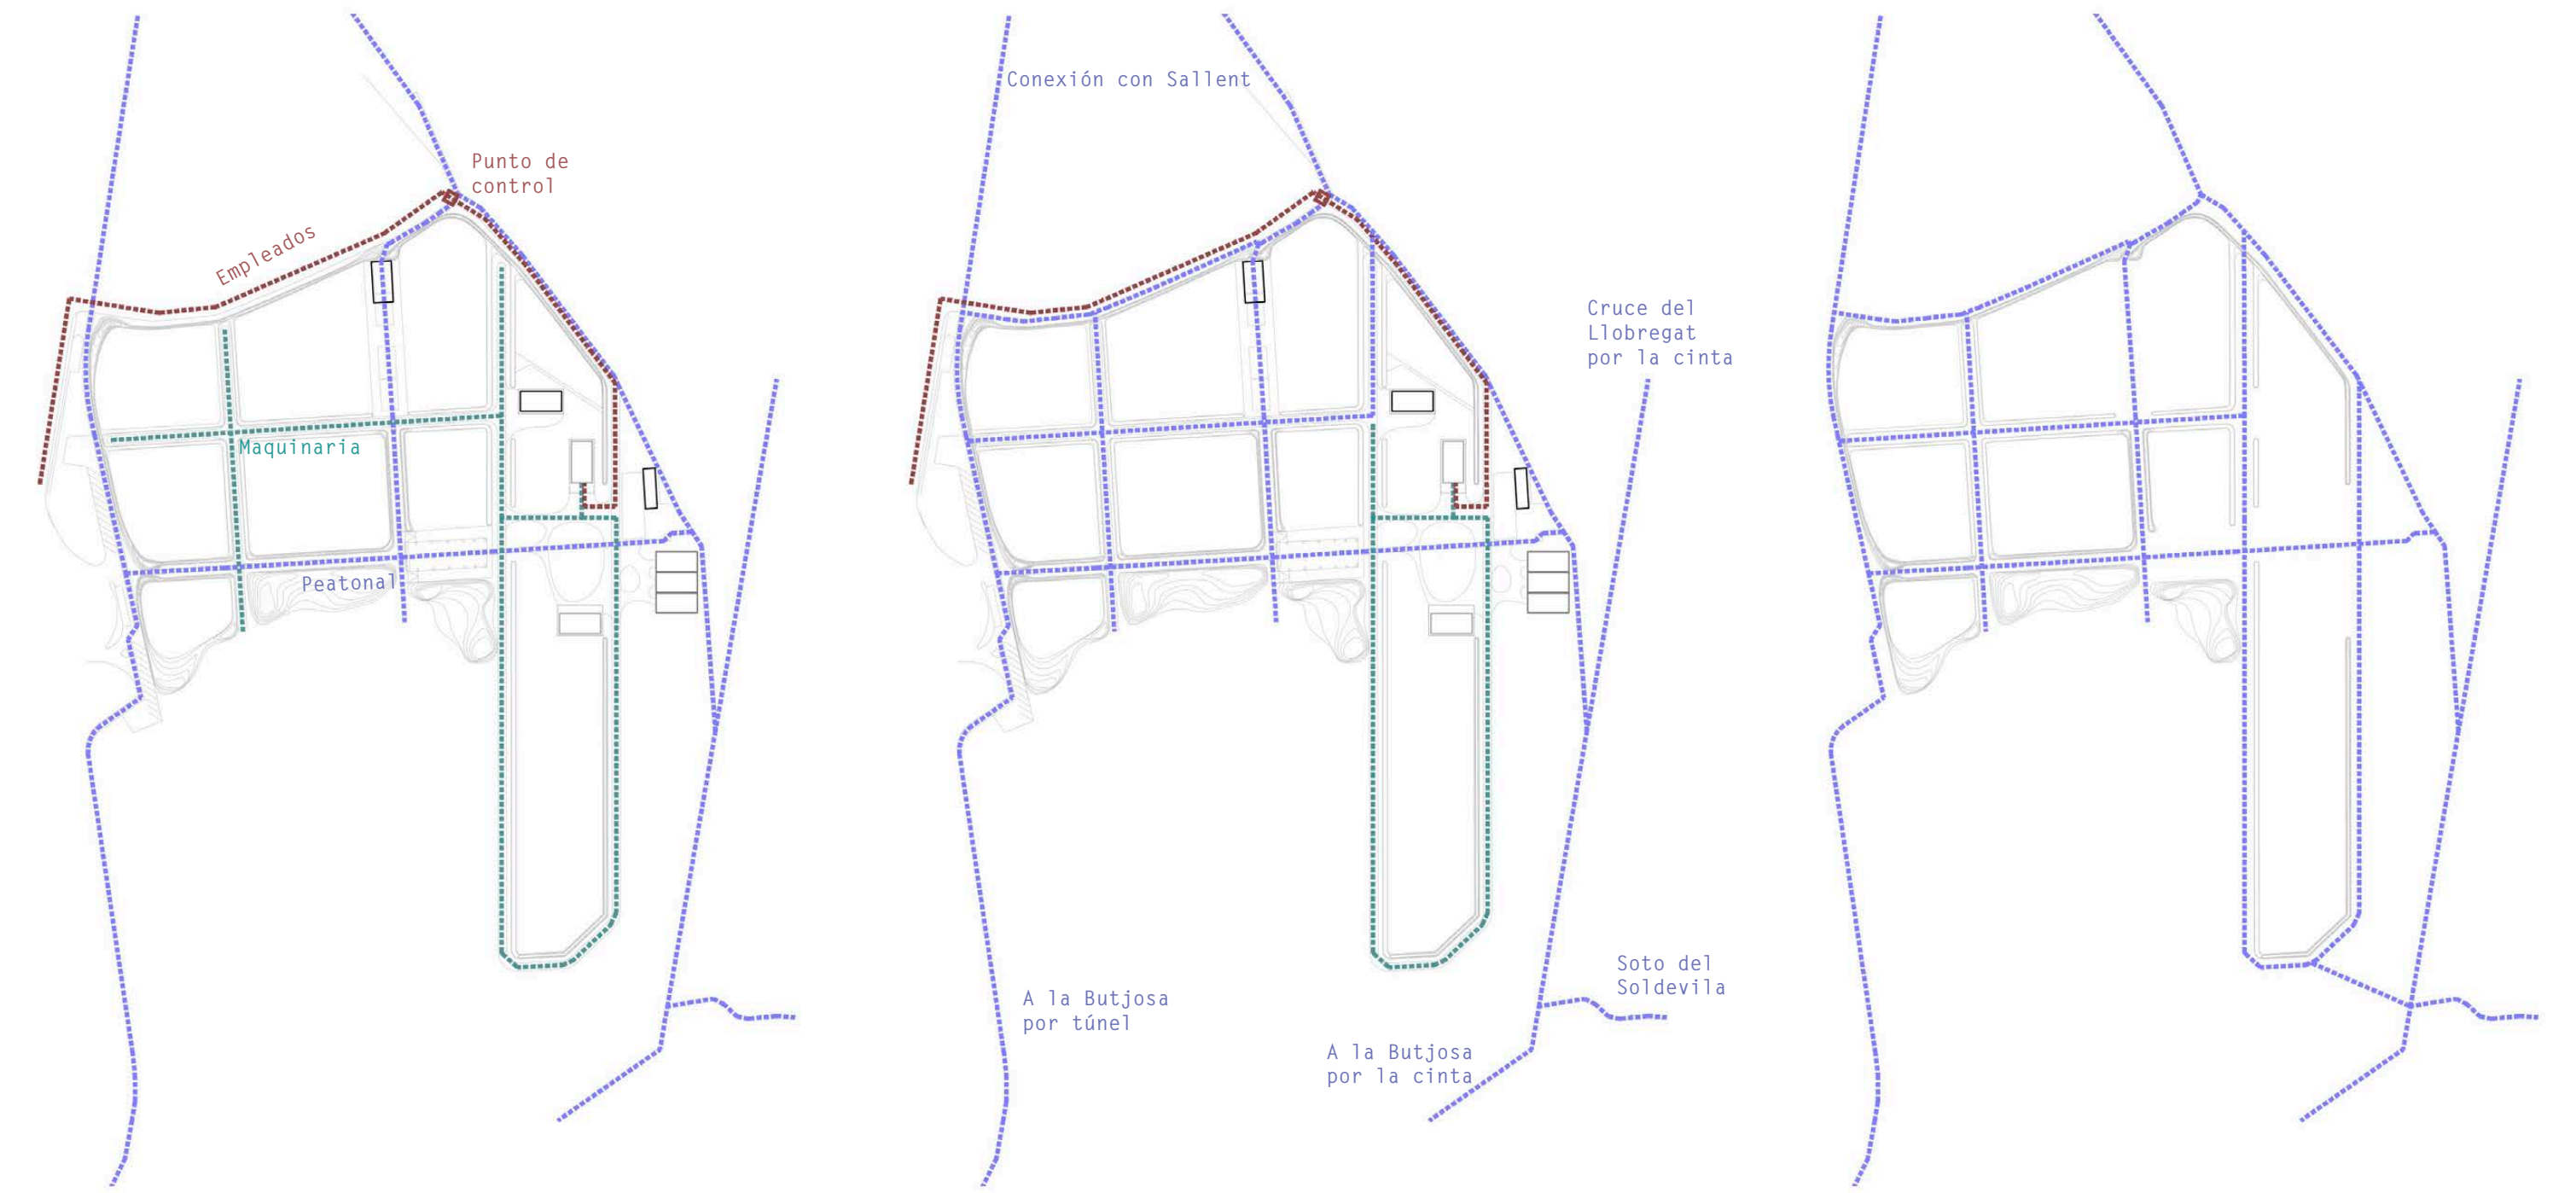 Punto de
control
Empleados
Maquinaria
Peatonal
Conexión con Sallent
Cruce del
Llobregat
por la cinta
A la Butjosa
por túnel
Soto del
Soldevila
A la Butjosa
por la cinta